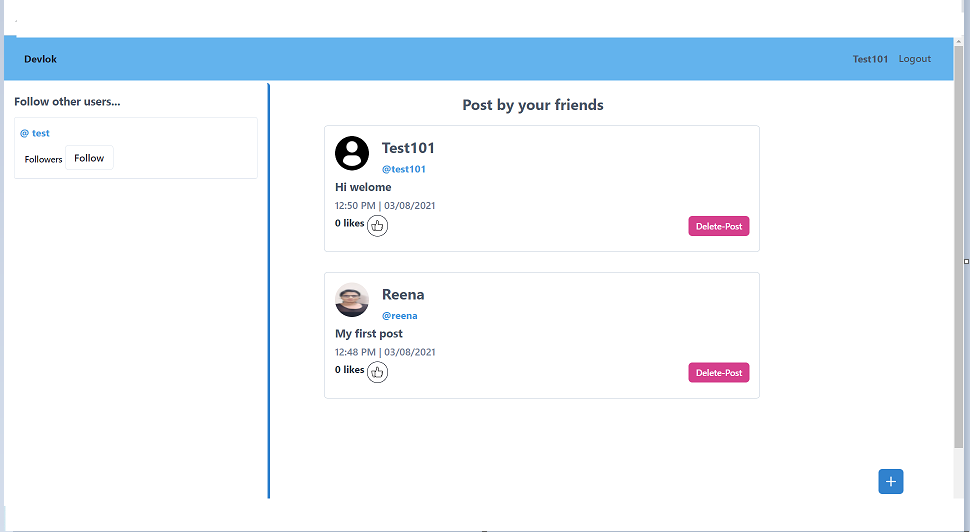 Devlok
Test101 Logout
Follow other users...
@ test
Followers Follow
Post by your friends
Test101
@test101
Hi welome
12:50 PM | 03/08/2021
0 likes
Delete-Post
Reena
@reena
My first post
12:48 PM | 03/08/2021
0 likes
Delete-Post
+